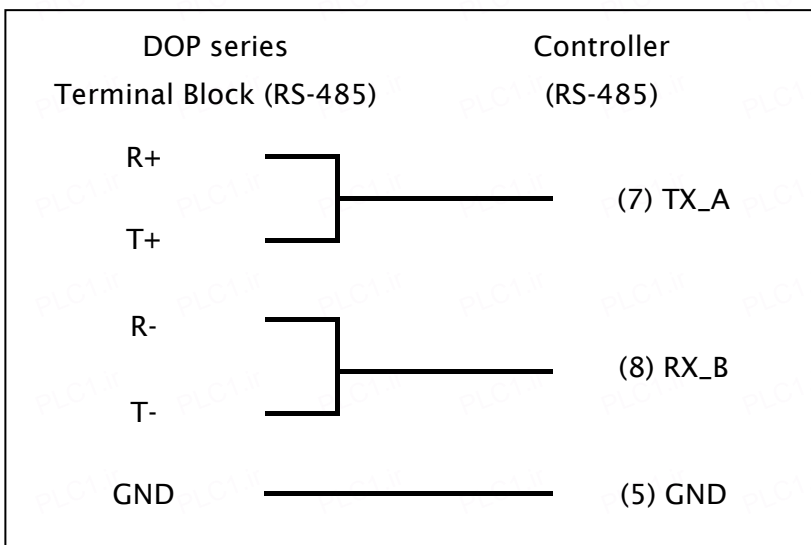 DOP series Controller
Terminal Block (RS-485) (RS-485)
R+
(7) TX_A
T+
R-
(8) RX_B
T-
GND (5) GND